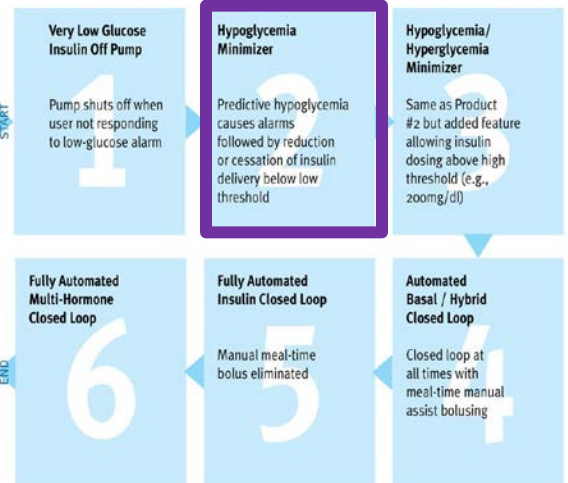 START
Very Low Glucose
Insulin Off Pump
Pump shuts off when
user not responding
to low-glucose alarm
1
Hypoglycemia
Minimizer
Predictive hypoglycemia
causes alarms
followed by reduction
or cessation of insulin
delivery below low
threshold
2
Hypoglycemia/
Hyperglycemia
Minimizer
Same as Product
#2 but added feature
allowing insulin
dosing above high
threshold (e.g.,
200mg/dl)
3
Automated
Basal / Hybrid
Closed Loop
Closed loop at
all times with
meal-time manual
assist bolusing
4
Fully Automated
Insulin Closed Loop
Manual meal-time
bolus eliminated
5
Fully Automated
Multi-Hormone
Closed Loop
6
END